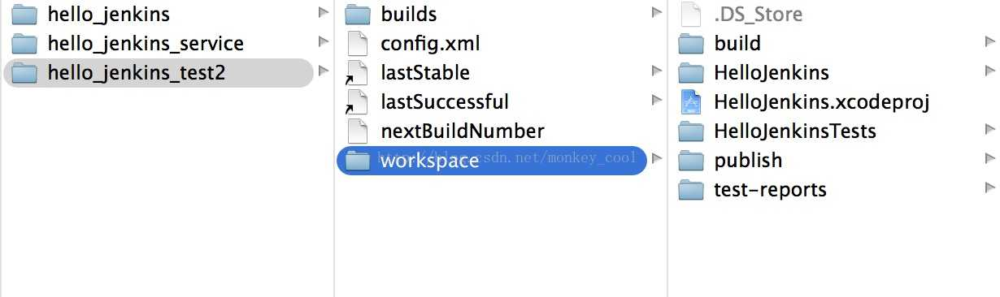 hello_jenkins
hello_jenkins_service
hello_jenkins_test2
builds
config.xml
lastStable
lastSuccessful
nextBuildNumber
workspace
http://blog.csdn.net/monkey_cool
.DS_Store
build
HelloJenkins
HelloJenkins.xcodeproj
HelloJenkinsTests
publish
test-reports